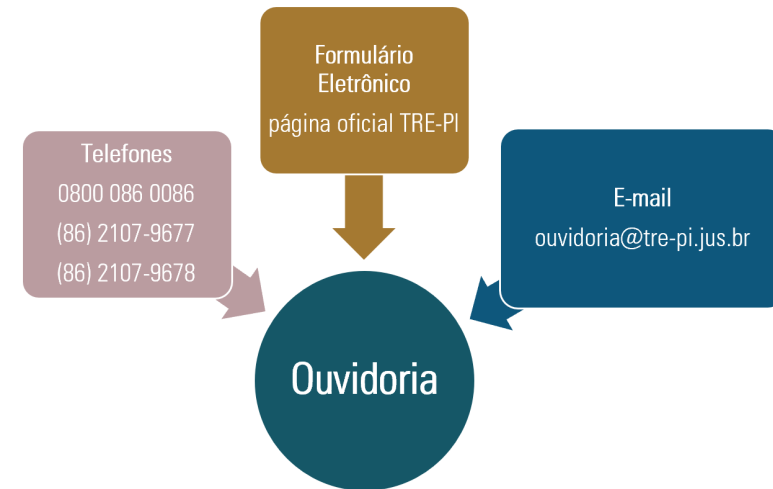 Formulário
Eletrônico
página oficial TRE-PI
Telefones
0800 086 0086
(86) 2107-9677
(86) 2107-9678
E-mail
ouvidoria@tre-pi.jus.br
Ouvidoria